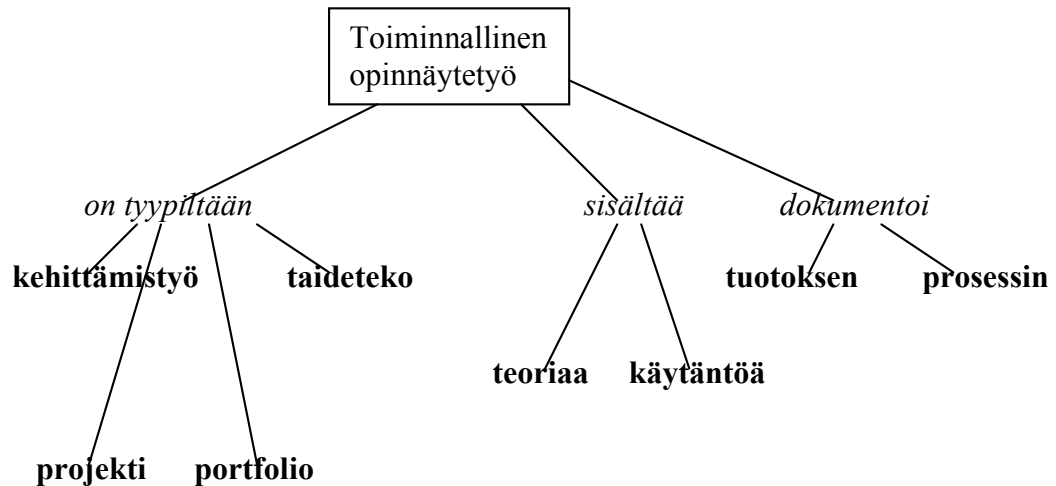 Toiminnallinen
opinnäytetyö
on tyypiltään sisältää dokumentoi
kehittämistyö taideteko tuotoksen prosessin
teoriaa käytäntöä
projekti portfolio